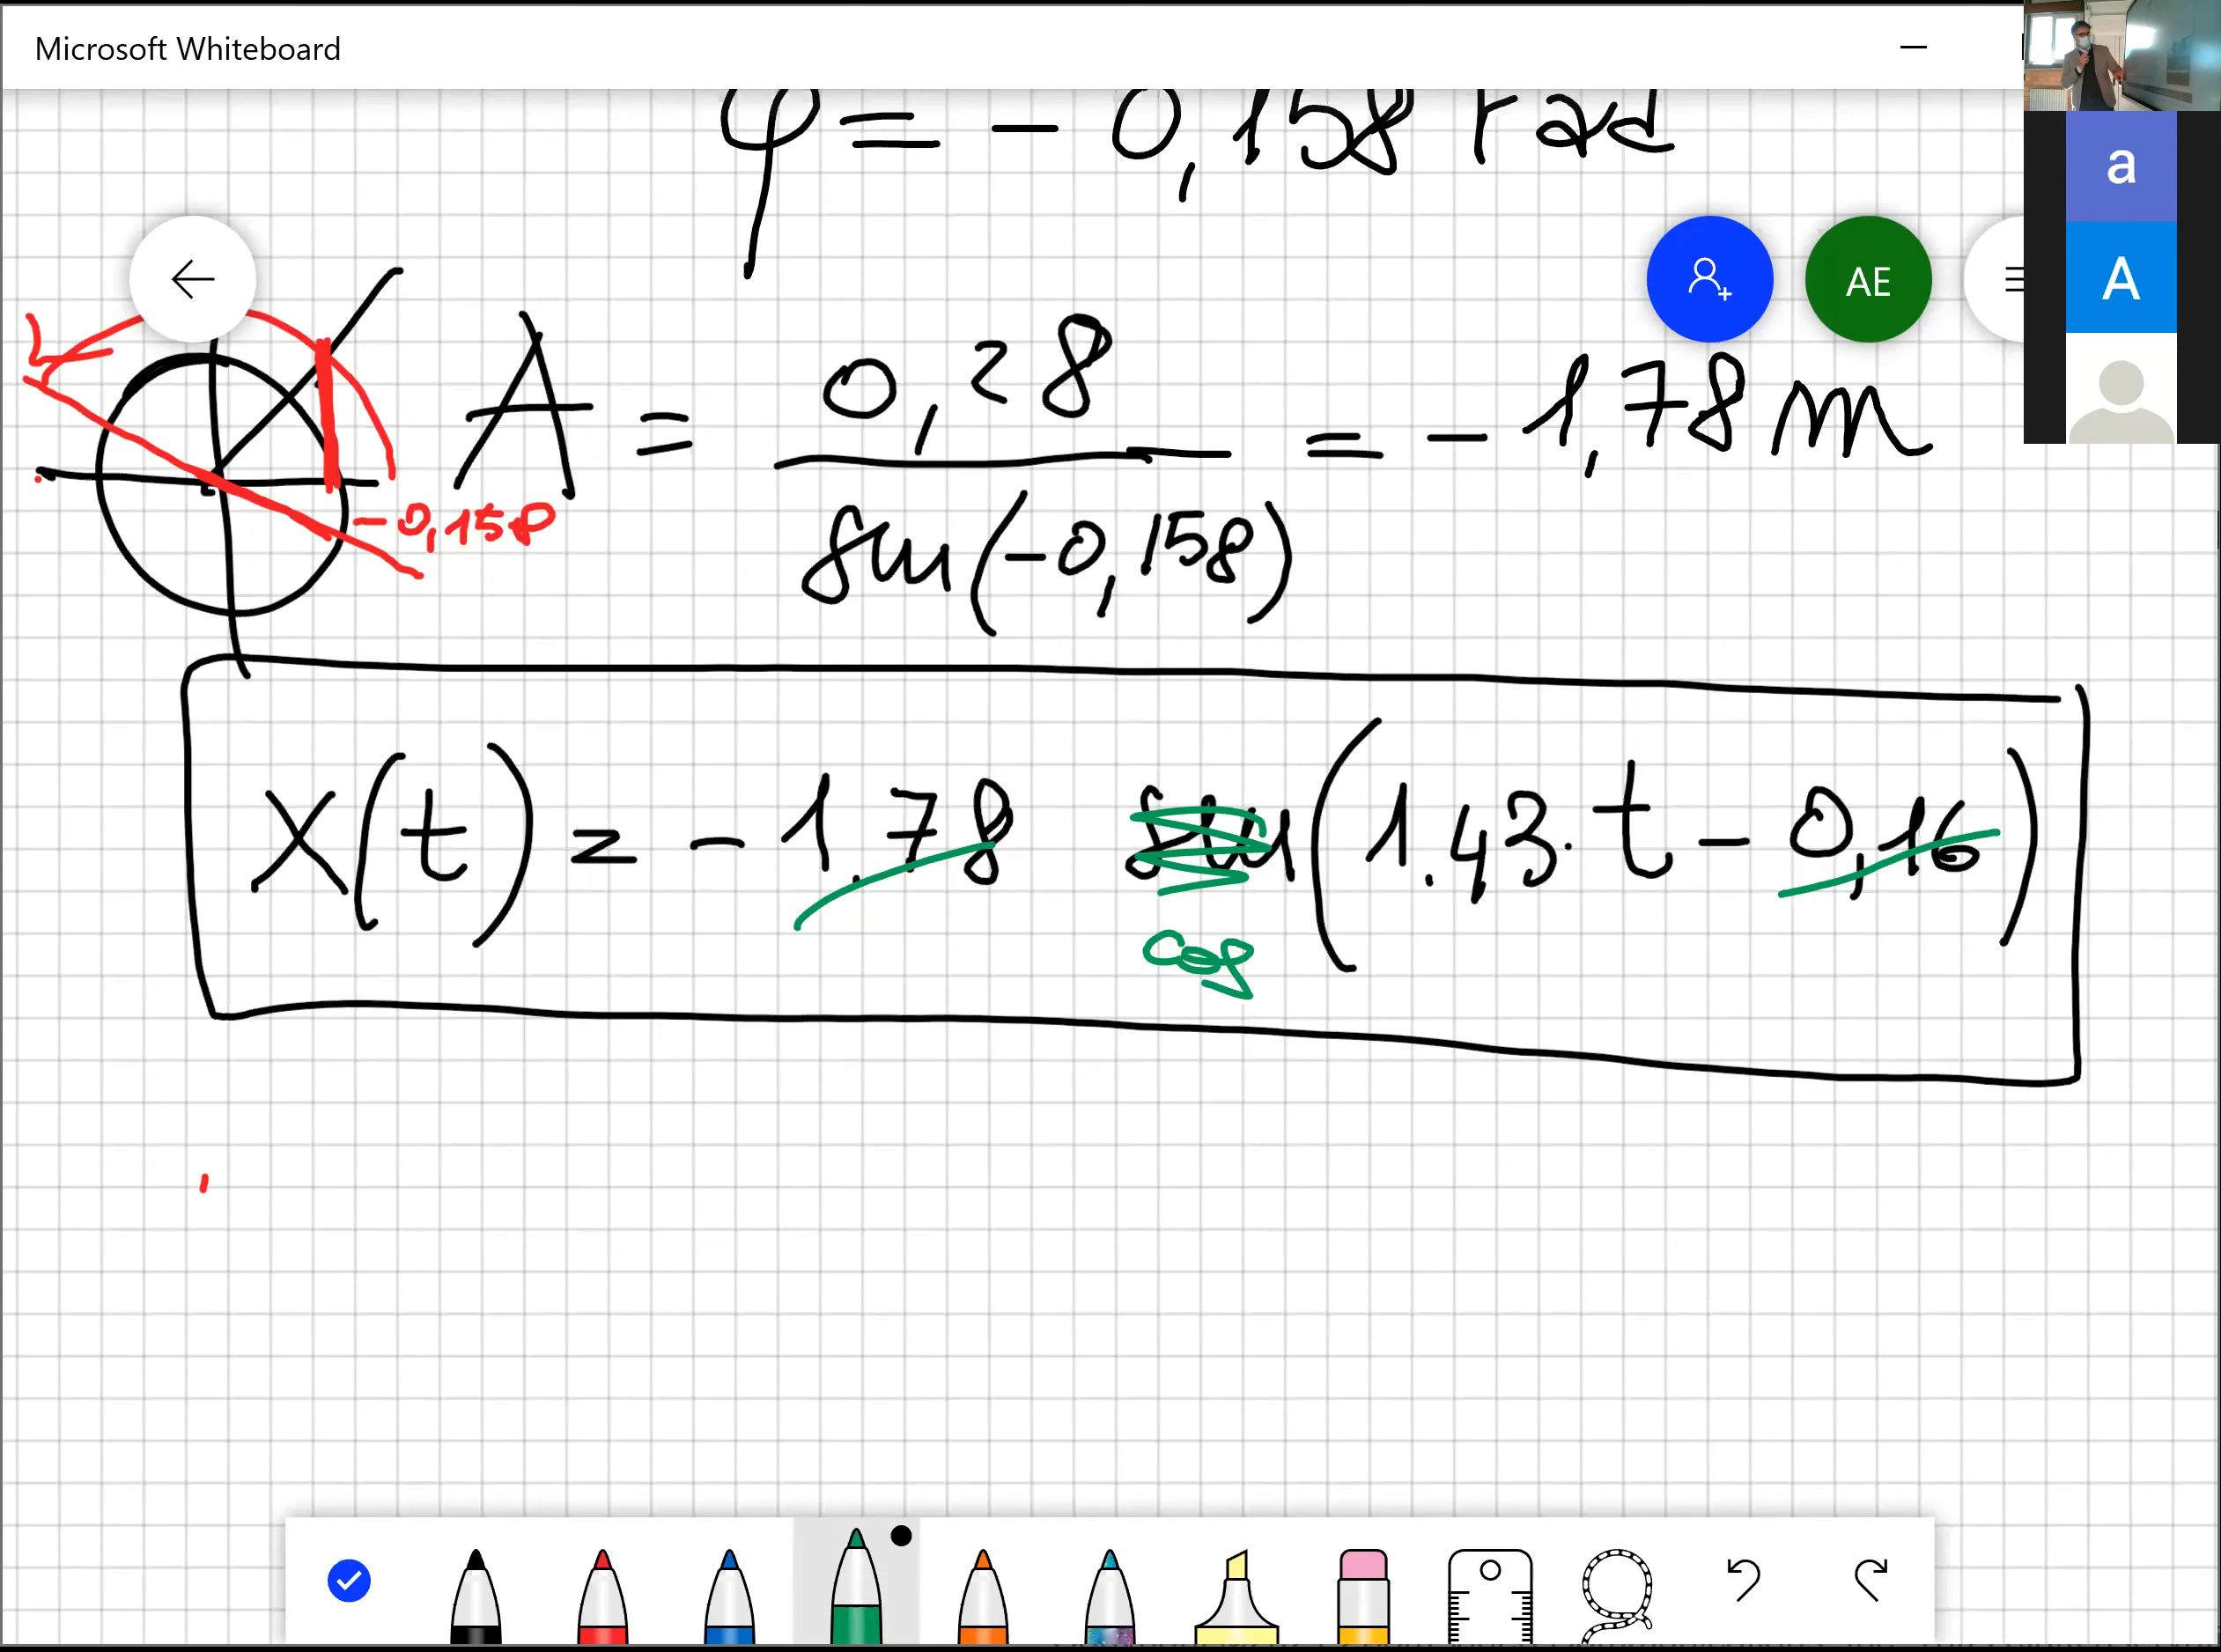 Microsoft Whiteboard
φ = - 0,158 rad
a
A
AE
A = 0,28 / sin(-0,158) = - 1,78 m
- 0,158
X(t) = - 1,78 sin (1.43. t - 0,16)
cos